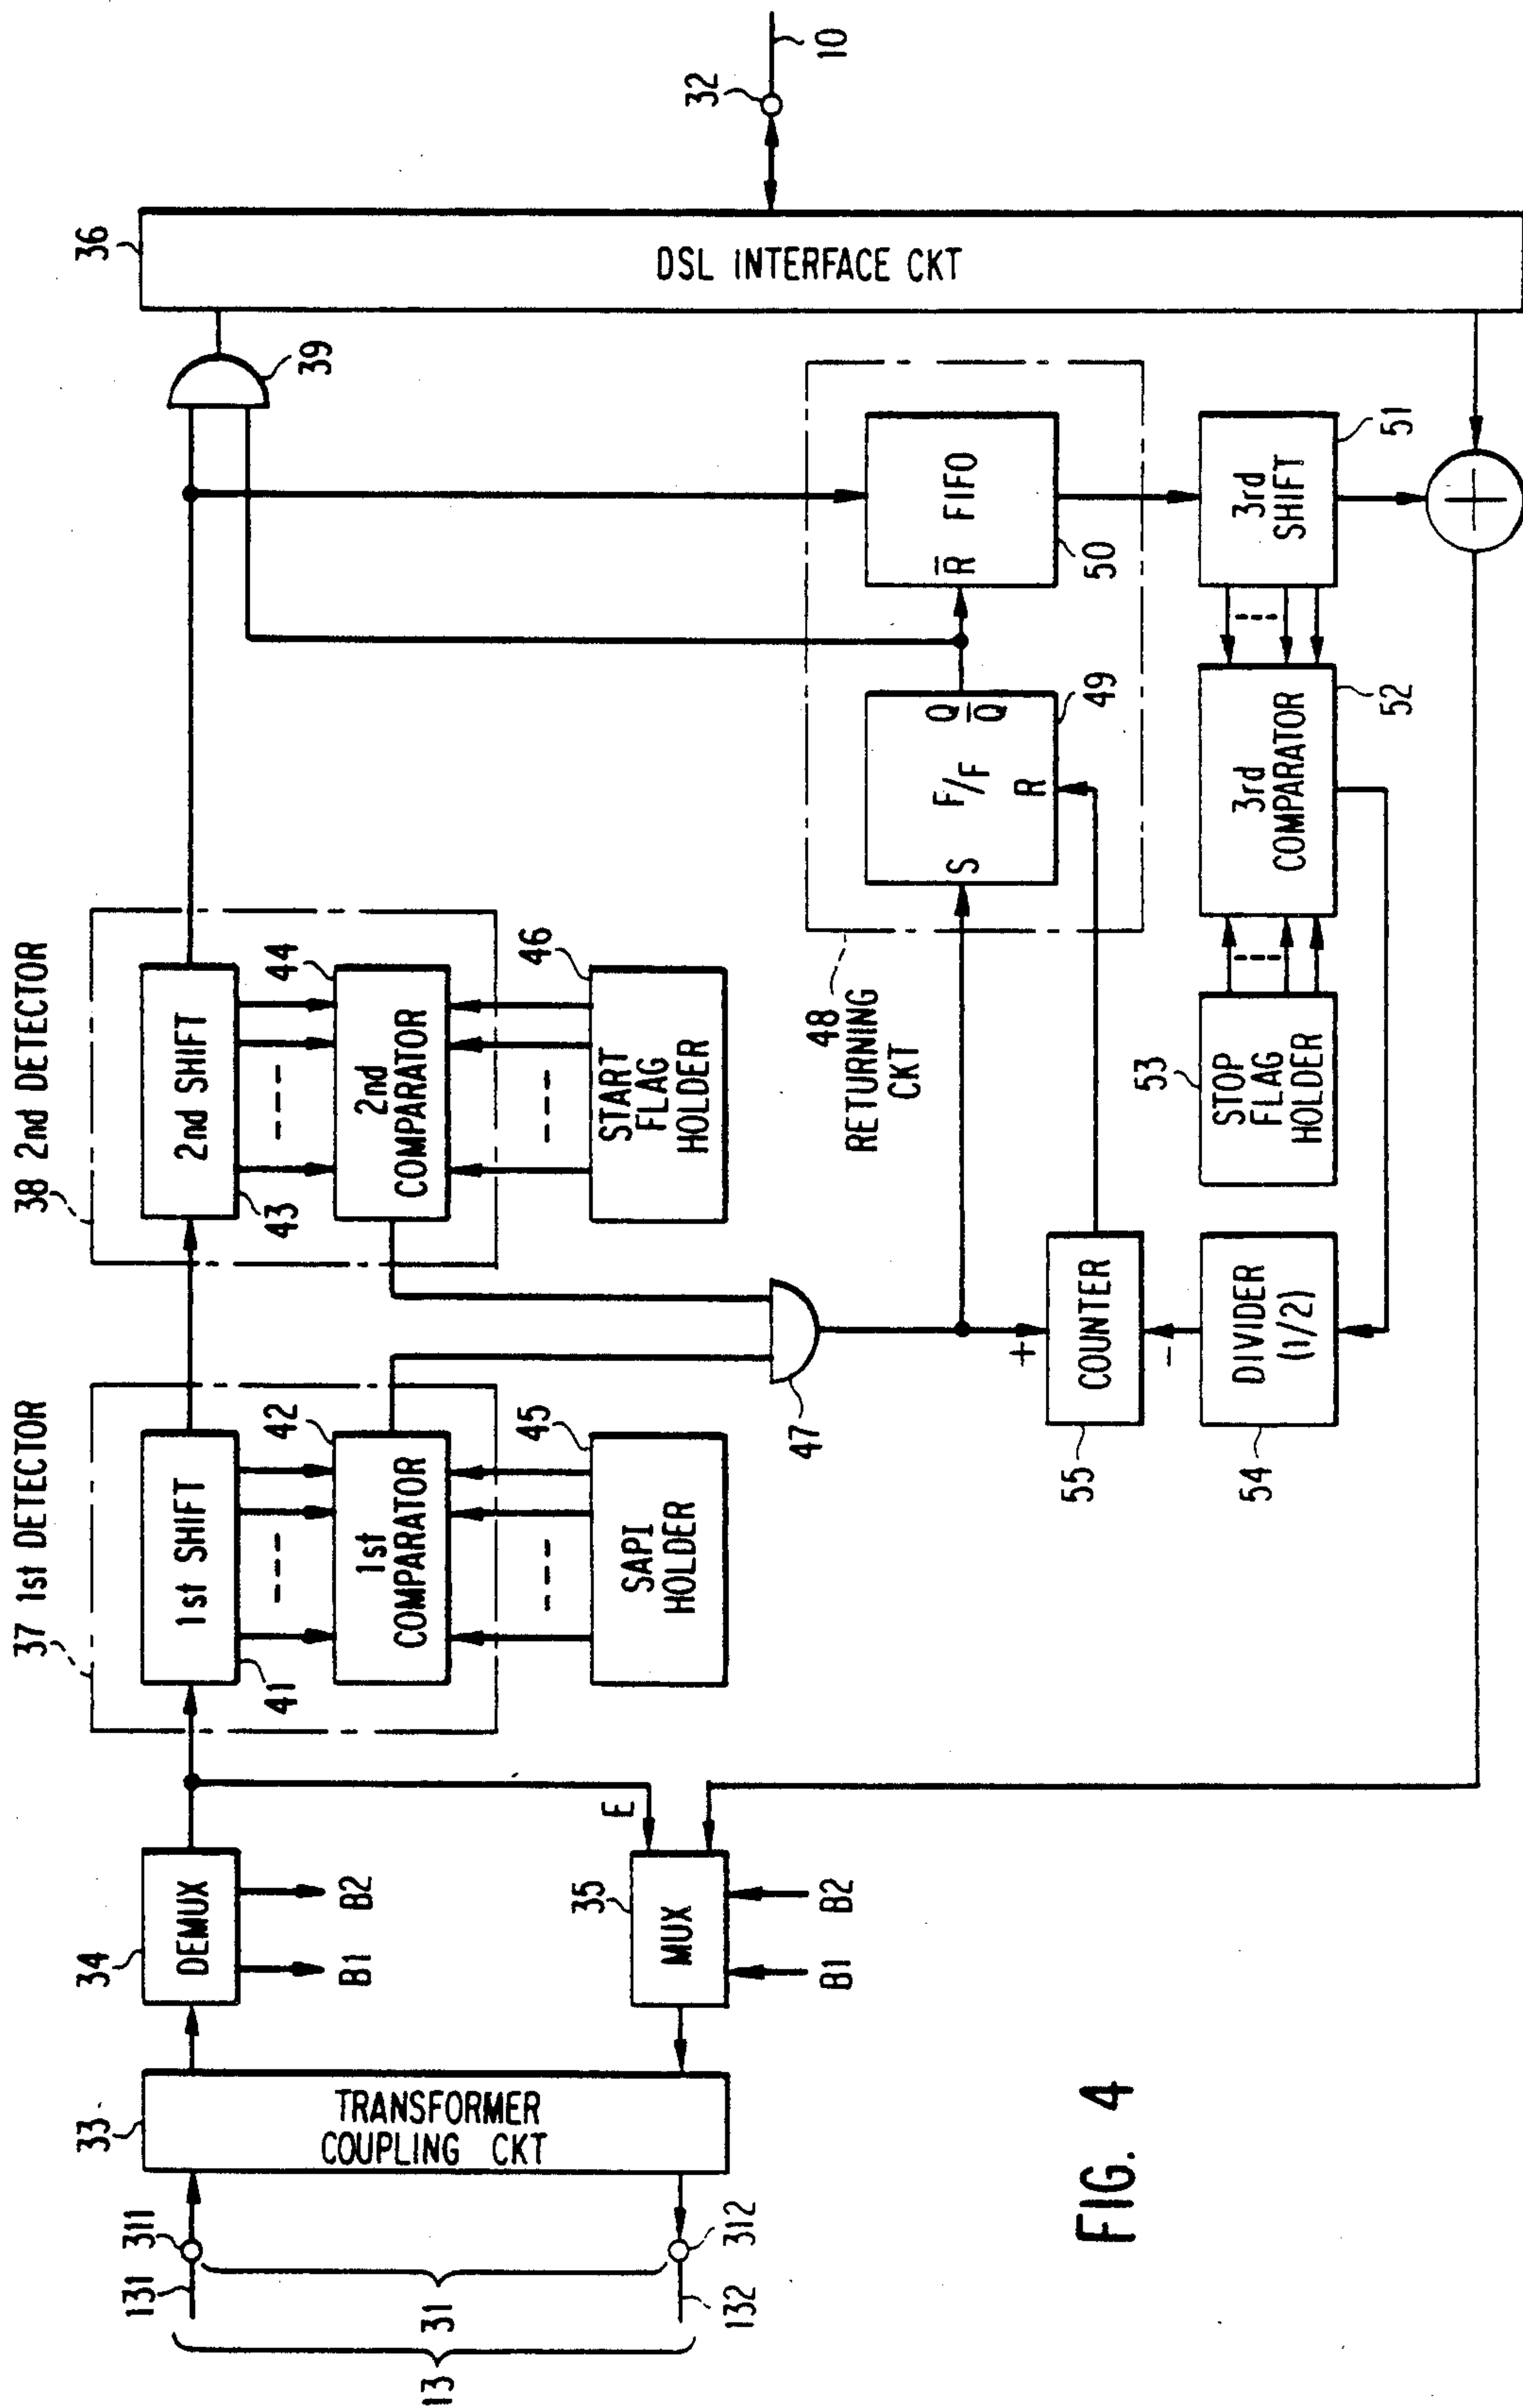 37 1st DETECTOR
38 2nd DETECTOR
36
33
34
41
43
39
1st SHIFT
2nd SHIFT
DEMUX
B1
B2
42
44
1st
COMPARATOR
2nd
COMPARATOR
45
46
SAPI
HOLDER
START
FLAG
HOLDER
TRANSFORMER
COUPLING CKT
DSL INTERFACE CKT
311
131
31
13
312
132
35
E
MUX
B1
B2
47
48
RETURNING
CKT
S
F/F
R
Q
Q̅
49
R̅ FIFO
50
32
10
+
COUNTER
55
−
DIVIDER
(1/2)
54
53
STOP
FLAG
HOLDER
3rd
COMPARATOR
52
3rd
SHIFT
51
FIG. 4